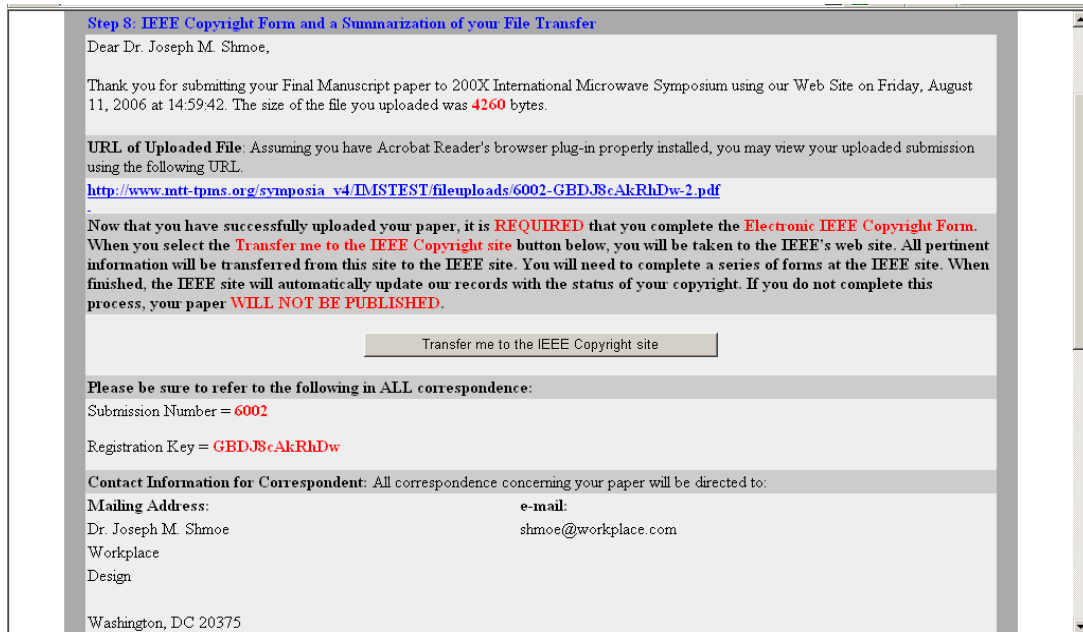 Step 8: IEEE Copyright Form and a Summarization of your File Transfer
Dear Dr. Joseph M. Shmoe,
Thank you for submitting your Final Manuscript paper to 200X International Microwave Symposium using our Web Site on Friday, August
11, 2006 at 14:59:42. The size of the file you uploaded was 4260 bytes.
URL of Uploaded File: Assuming you have Acrobat Reader's browser plug-in properly installed, you may view your uploaded submission
using the following URL.
http://www.mtt-tpms.org/symposia_v4/IMSTEST/fileuploads/6002-GBDJ8cAkRhDw-2.pdf
Now that you have successfully uploaded your paper, it is REQUIRED that you complete the Electronic IEEE Copyright Form.
When you select the Transfer me to the IEEE Copyright site button below, you will be taken to the IEEE's web site. All pertinent
information will be transferred from this site to the IEEE site. You will need to complete a series of forms at the IEEE site. When
finished, the IEEE site will automatically update our records with the status of your copyright. If you do not complete this
process, your paper WILL NOT BE PUBLISHED.
Transfer me to the IEEE Copyright site
Please be sure to refer to the following in ALL correspondence:
Submission Number = 6002
Registration Key = GBDJ8cAkRhDw
Contact Information for Correspondent: All correspondence concerning your paper will be directed to:
Mailing Address: e-mail:
Dr. Joseph M. Shmoe shmoe@workplace.com
Workplace
Design
Washington, DC 20375